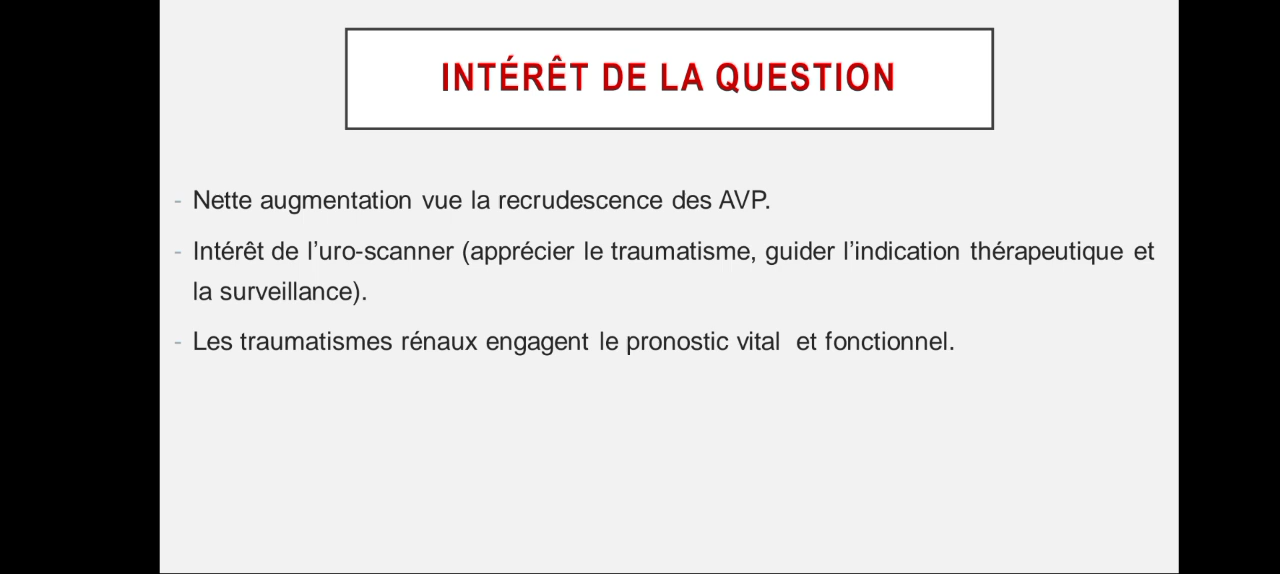 INTÉRÊT DE LA QUESTION
- Nette augmentation vue la recrudescence des AVP.
- Intérêt de l’uro-scanner (apprécier le traumatisme, guider l’indication thérapeutique et
la surveillance).
- Les traumatismes rénaux engagent le pronostic vital et fonctionnel.